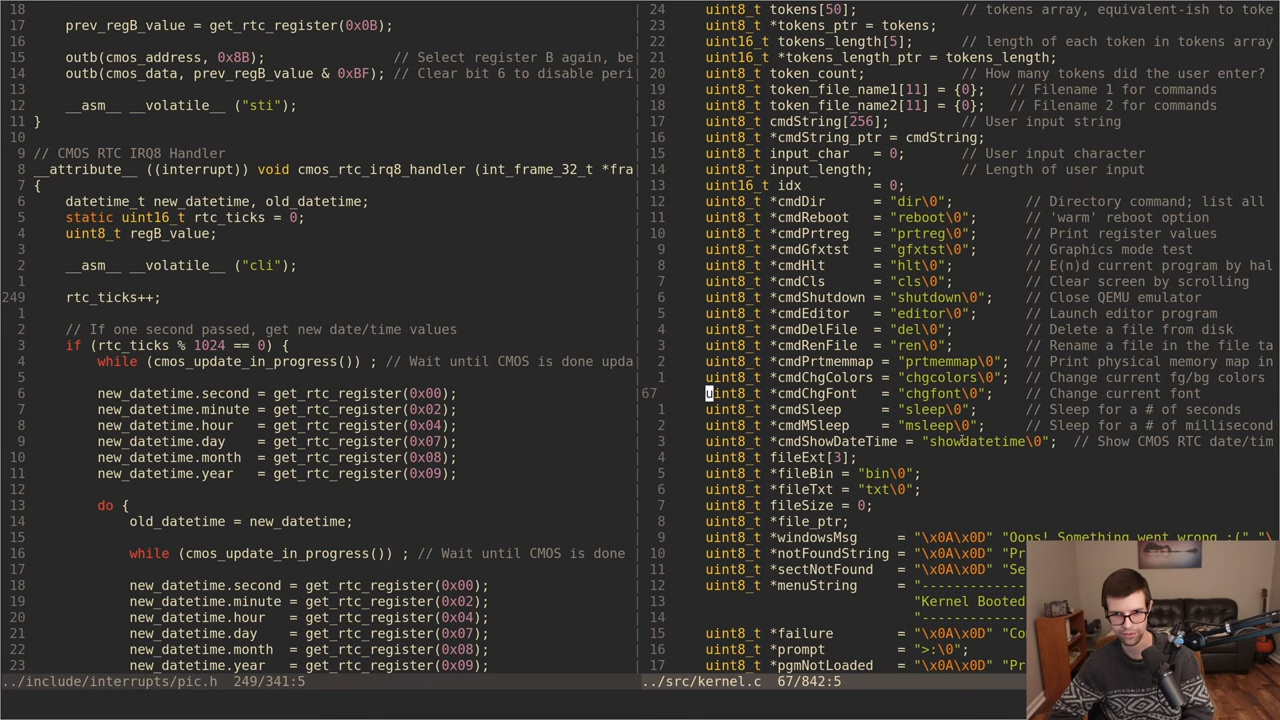 18
17 prev_regB_value = get_rtc_register(0x0B);
16
15 outb(cmos_address, 0x8B); // Select register B again, be
14 outb(cmos_data, prev_regB_value & 0xBF); // Clear bit 6 to disable peri
13
12 __asm__ __volatile__ ("sti");
11 }
10
9 // CMOS RTC IRQ8 Handler
8 __attribute__ ((interrupt)) void cmos_rtc_irq8_handler (int_frame_32_t *fra
7 {
6 datetime_t new_datetime, old_datetime;
5 static uint16_t rtc_ticks = 0;
4 uint8_t regB_value;
3
2 __asm__ __volatile__ ("cli");
1
249 rtc_ticks++;
1
2 // If one second passed, get new date/time values
3 if (rtc_ticks % 1024 == 0) {
4 while (cmos_update_in_progress()) ; // Wait until CMOS is done upda
5
6 new_datetime.second = get_rtc_register(0x00);
7 new_datetime.minute = get_rtc_register(0x02);
8 new_datetime.hour = get_rtc_register(0x04);
9 new_datetime.day = get_rtc_register(0x07);
10 new_datetime.month = get_rtc_register(0x08);
11 new_datetime.year = get_rtc_register(0x09);
12
13 do {
14 old_datetime = new_datetime;
15
16 while (cmos_update_in_progress()) ; // Wait until CMOS is done
17
18 new_datetime.second = get_rtc_register(0x00);
19 new_datetime.minute = get_rtc_register(0x02);
20 new_datetime.hour = get_rtc_register(0x04);
21 new_datetime.day = get_rtc_register(0x07);
22 new_datetime.month = get_rtc_register(0x08);
23 new_datetime.year = get_rtc_register(0x09);
../include/interrupts/pic.h 249/341:5
24 uint8_t tokens[50]; // tokens array, equivalent-ish to toke
23 uint8_t *tokens_ptr = tokens;
22 uint16_t tokens_length[5]; // length of each token in tokens array
21 uint16_t *tokens_length_ptr = tokens_length;
20 uint8_t token_count; // How many tokens did the user enter?
19 uint8_t token_file_name1[11] = {0}; // Filename 1 for commands
18 uint8_t token_file_name2[11] = {0}; // Filename 2 for commands
17 uint8_t cmdString[256]; // User input string
16 uint8_t *cmdString_ptr = cmdString;
15 uint8_t input_char = 0; // User input character
14 uint8_t input_length; // Length of user input
13 uint16_t idx = 0;
12 uint8_t *cmdDir = "dir\0"; // Directory command; list all
11 uint8_t *cmdReboot = "reboot\0"; // 'warm' reboot option
10 uint8_t *cmdPrtreg = "prtreg\0"; // Print register values
9 uint8_t *cmdGfxtst = "gfxtst\0"; // Graphics mode test
8 uint8_t *cmdHlt = "hlt\0"; // E(n)d current program by hal
7 uint8_t *cmdCls = "cls\0"; // Clear screen by scrolling
6 uint8_t *cmdShutdown = "shutdown\0"; // Close QEMU emulator
5 uint8_t *cmdEditor = "editor\0"; // Launch editor program
4 uint8_t *cmdDelFile = "del\0"; // Delete a file from disk
3 uint8_t *cmdRenFile = "ren\0"; // Rename a file in the file ta
2 uint8_t *cmdPrtmemmap = "prtmemmap\0"; // Print physical memory map in
1 uint8_t *cmdChgColors = "chgcolors\0"; // Change current fg/bg colors
67 uint8_t *cmdChgFont = "chgfont\0"; // Change current font
1 uint8_t *cmdSleep = "sleep\0"; // Sleep for a # of seconds
2 uint8_t *cmdMSleep = "msleep\0"; // Sleep for a # of millisecond
3 uint8_t *cmdShowDateTime = "showdatetime\0"; // Show CMOS RTC date/tim
4 uint8_t fileExt[3];
5 uint8_t *fileBin = "bin\0";
6 uint8_t *fileTxt = "txt\0";
7 uint8_t fileSize = 0;
8 uint8_t *file_ptr;
9 uint8_t *windowsMsg = "\x0A\x0D" "Oops! Something went wrong :(" "\
10 uint8_t *notFoundString = "\x0A\x0D" "Pr
11 uint8_t *sectNotFound = "\x0A\x0D" "Se
12 uint8_t *menuString = "--------------
13 "Kernel Booted
14 "--------------
15 uint8_t *failure = "\x0A\x0D" "Co
16 uint8_t *prompt = ">:\0";
17 uint8_t *pgmNotLoaded = "\x0A\x0D" "Pr
../src/kernel.c 67/842:5